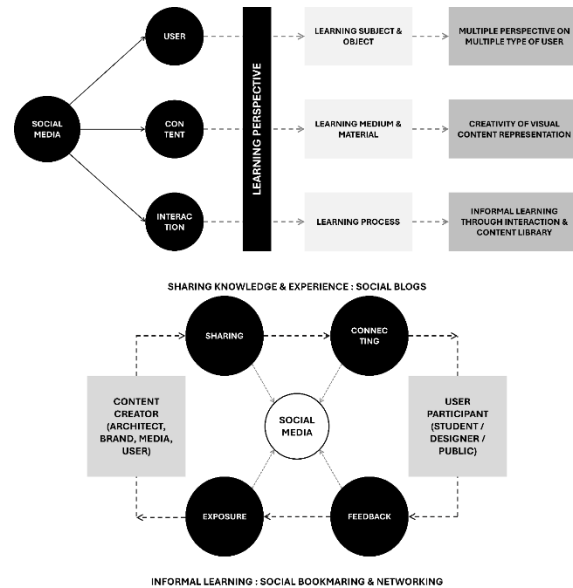 USER
LEARNING SUBJECT &
OBJECT
MULTIPLE PERSPECTIVE ON
MULTIPLE TYPE OF USER
SOCIAL
MEDIA
CON
TENT
LEARNING PERSPECTIVE
LEARNING MEDIUM &
MATERIAL
CREATIVITY OF VISUAL
CONTENT REPRESENTATION
INTERAC
TION
LEARNING PROCESS
INFORMAL LEARNING
THROUGH INTERACTION
& CONTENT LIBRARY
SHARING KNOWLEDGE & EXPERIENCE : SOCIAL BLOGS
SHARING
CONNEC
TING
CONTENT
CREATOR
(ARCHITECT,
BRAND, MEDIA,
USER)
SOCIAL
MEDIA
USER
PARTICIPANT
(STUDENT /
DESIGNER /
PUBLIC)
EXPOSURE
FEEDBACK
INFORMAL LEARNING : SOCIAL BOOKMARING & NETWORKING